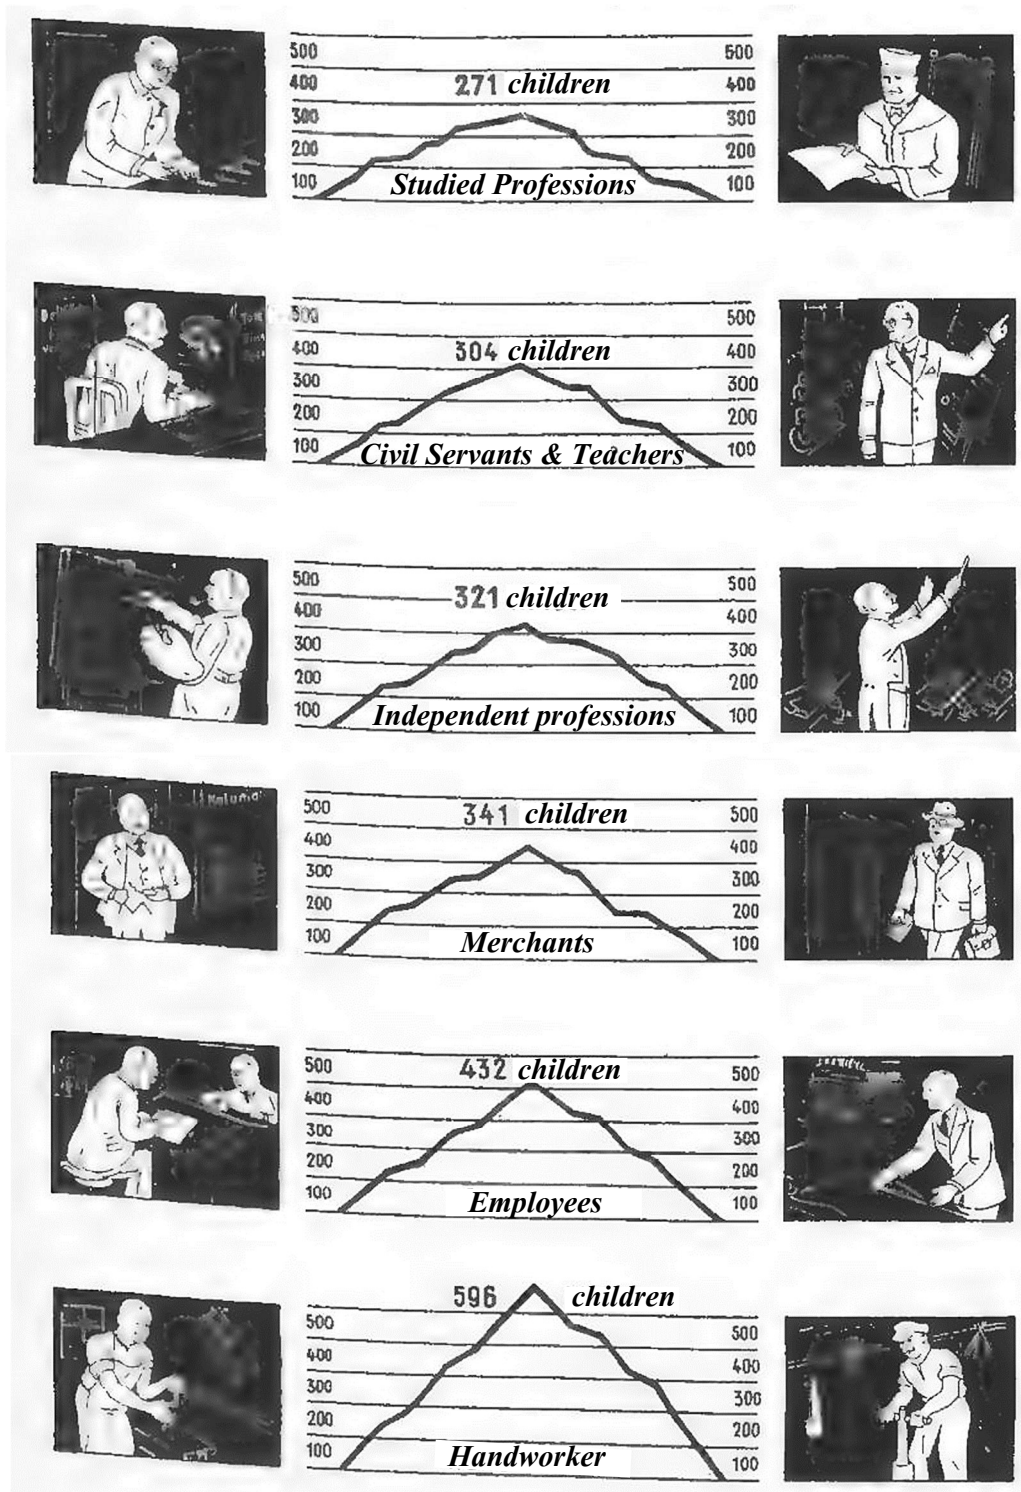 500 500
271 children
400 400
300 300
200 200
100 Studied Professions 100
500 500
304 children
400 400
300 300
200 200
100 Civil Servants & Teachers 100
500 500
321 children
400 400
300 300
200 200
100 Independent professions 100
500 341 children 500
400 400
300 300
200 200
100 Merchants 100
500 432 children 500
400 400
300 300
200 200
100 Employees 100
596 children
500 500
400 400
300 300
200 200
100 Handworker 100